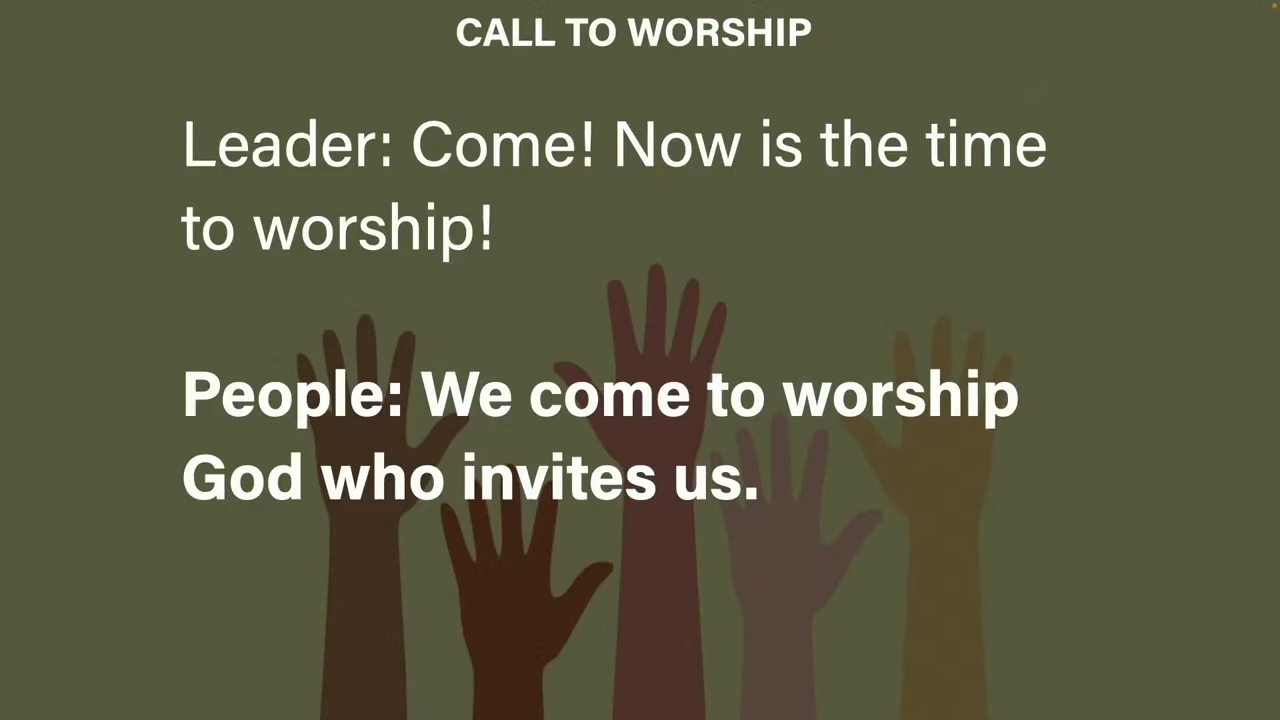 CALL TO WORSHIP
Leader: Come! Now is the time
to worship!
People: We come to worship
God who invites us.